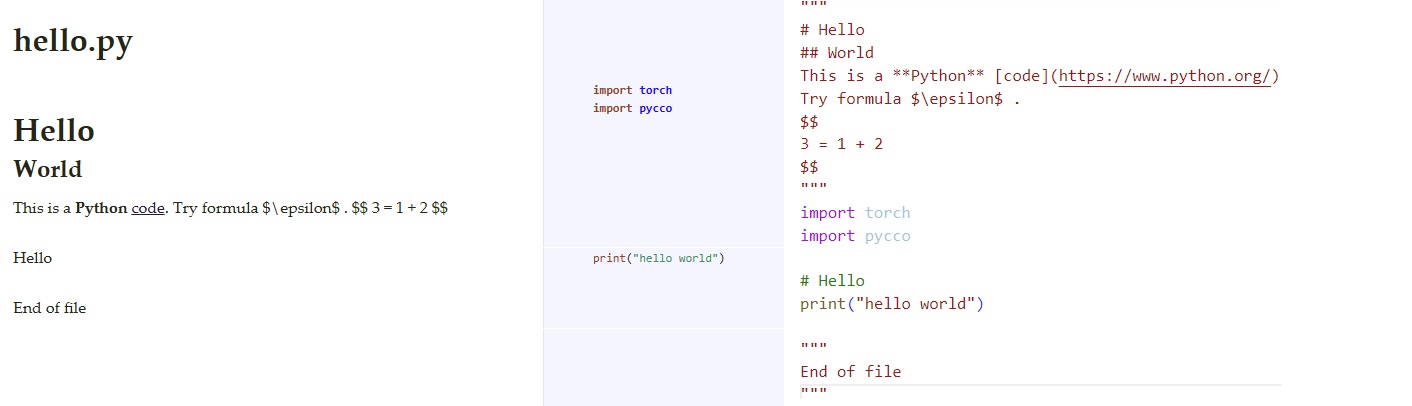 hello.py
Hello
World
This is a Python code. Try formula $\epsilon$ . $$ 3 = 1 + 2 $$
Hello
End of file
import torch
import pycco
print("hello world")
"""
# Hello
## World
This is a **Python** [code](https://www.python.org/)
Try formula $\epsilon$ .
$$
3 = 1 + 2
$$
"""
import torch
import pycco
# Hello
print("hello world")
"""
End of file
"""